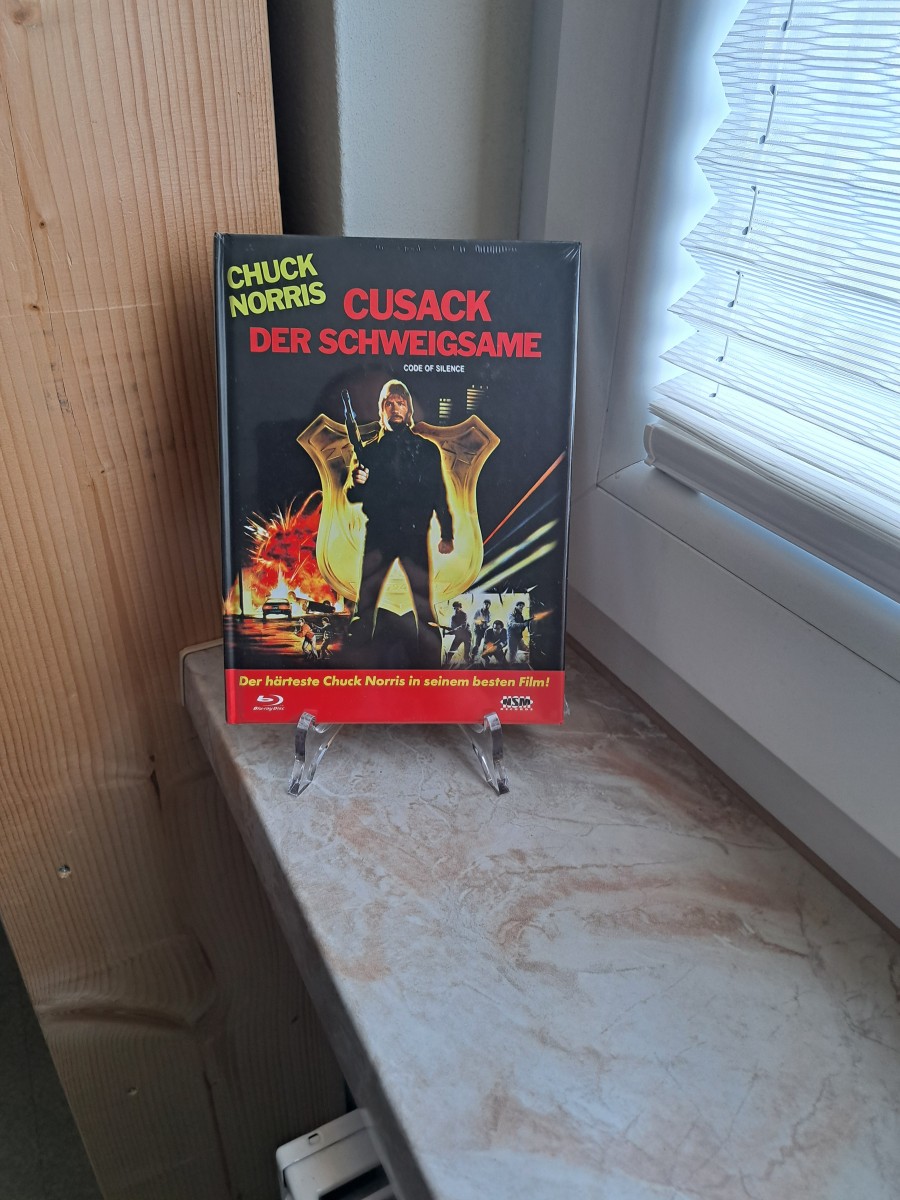 CHUCK
NORRIS
CUSACK
DER SCHWEIGSAME
CODE OF SILENCE
Der härteste Chuck Norris in seinem besten Film!
Blu-ray Disc
NSM
RECORDS